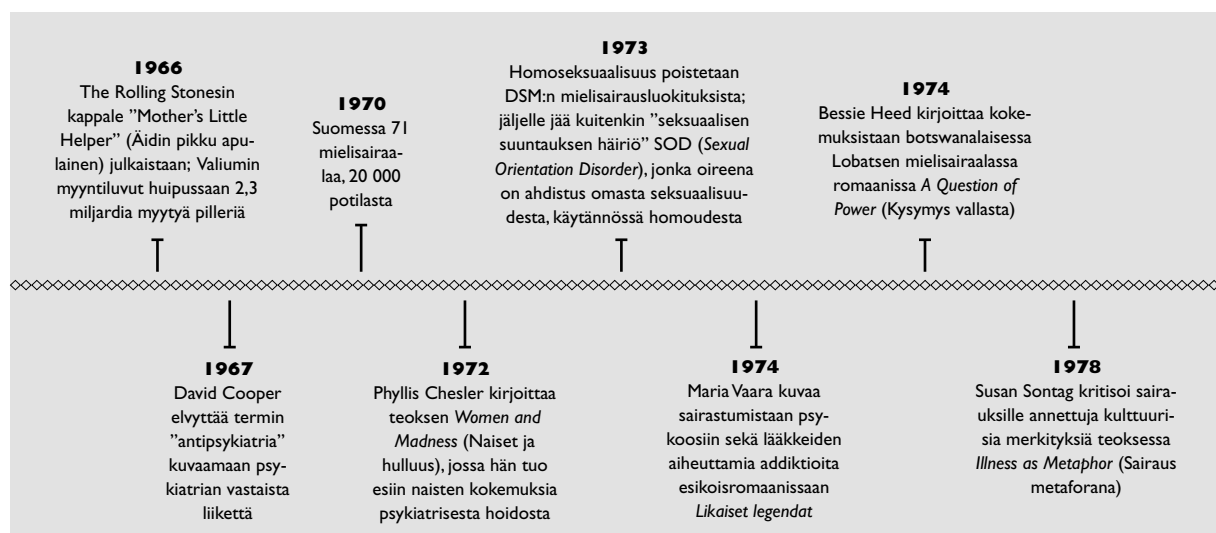 1966
The Rolling Stonesin
kappale ”Mother’s Little
Helper” (Äidin pikku apu-
lainen) julkaistaan; Valiumin
myyntiluvut huipussaan 2,3
miljardia myytyä pilleriä
1967
David Cooper
elvyttää termin
”antipsykiatria”
kuvaamaan psy-
kiatrian vastaista
liikettä
1970
Suomessa 71
mielisairaa-
laa, 20 000
potilasta
1972
Phyllis Chesler kirjoittaa
teoksen Women and
Madness (Naiset ja
hulluus), jossa hän tuo
esiin naisten kokemuksia
psykiatrisesta hoidosta
1973
Homoseksuaalisuus poistetaan
DSM:n mielisairausluokituksista;
jäljelle jää kuitenkin ”seksuaalisen
suuntauksen häiriö” SOD (Sexual
Orientation Disorder), jonka oireena
on ahdistus omasta seksuaalisuu-
desta, käytännössä homoudesta
1974
Maria Vaara kuvaa
sairastumistaan psy-
koosiin sekä lääkkeiden
aiheuttamia addiktioita
esikoisromaanissaan
Likaiset legendat
1974
Bessie Heed kirjoittaa koke-
muksistaan botswanalaisessa
Lobatsen mielisairaalassa
romaanissa A Question of
Power (Kysymys vallasta)
1978
Susan Sontag kritisoi saira-
uksille annettuja kulttuuri-
sia merkityksiä teoksessa
Illness as Metaphor (Sairaus
metaforana)